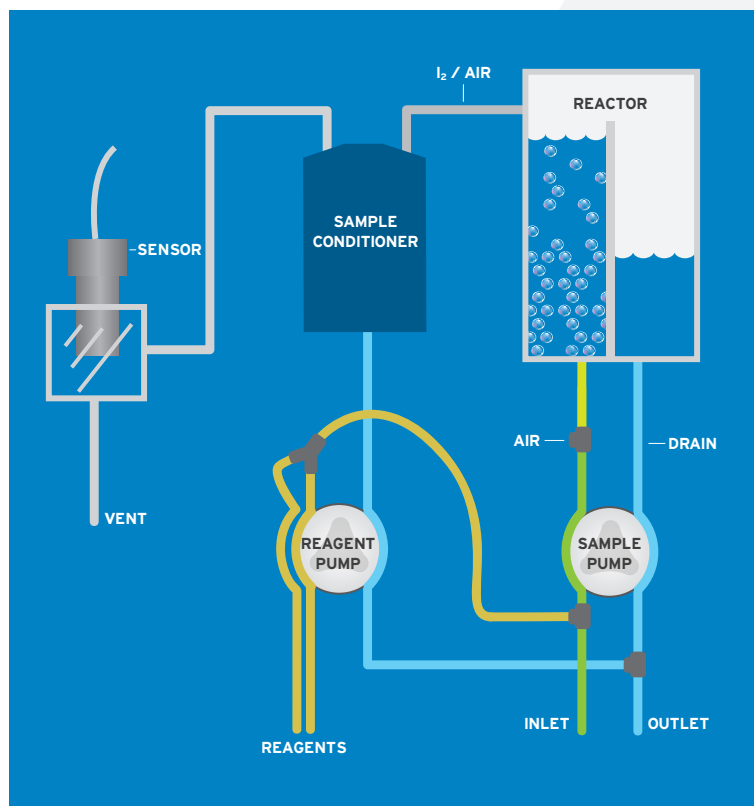 I₂ / AIR
REACTOR
SAMPLE
CONDITIONER
SENSOR
AIR
DRAIN
VENT
REAGENT
PUMP
SAMPLE
PUMP
INLET
OUTLET
REAGENTS